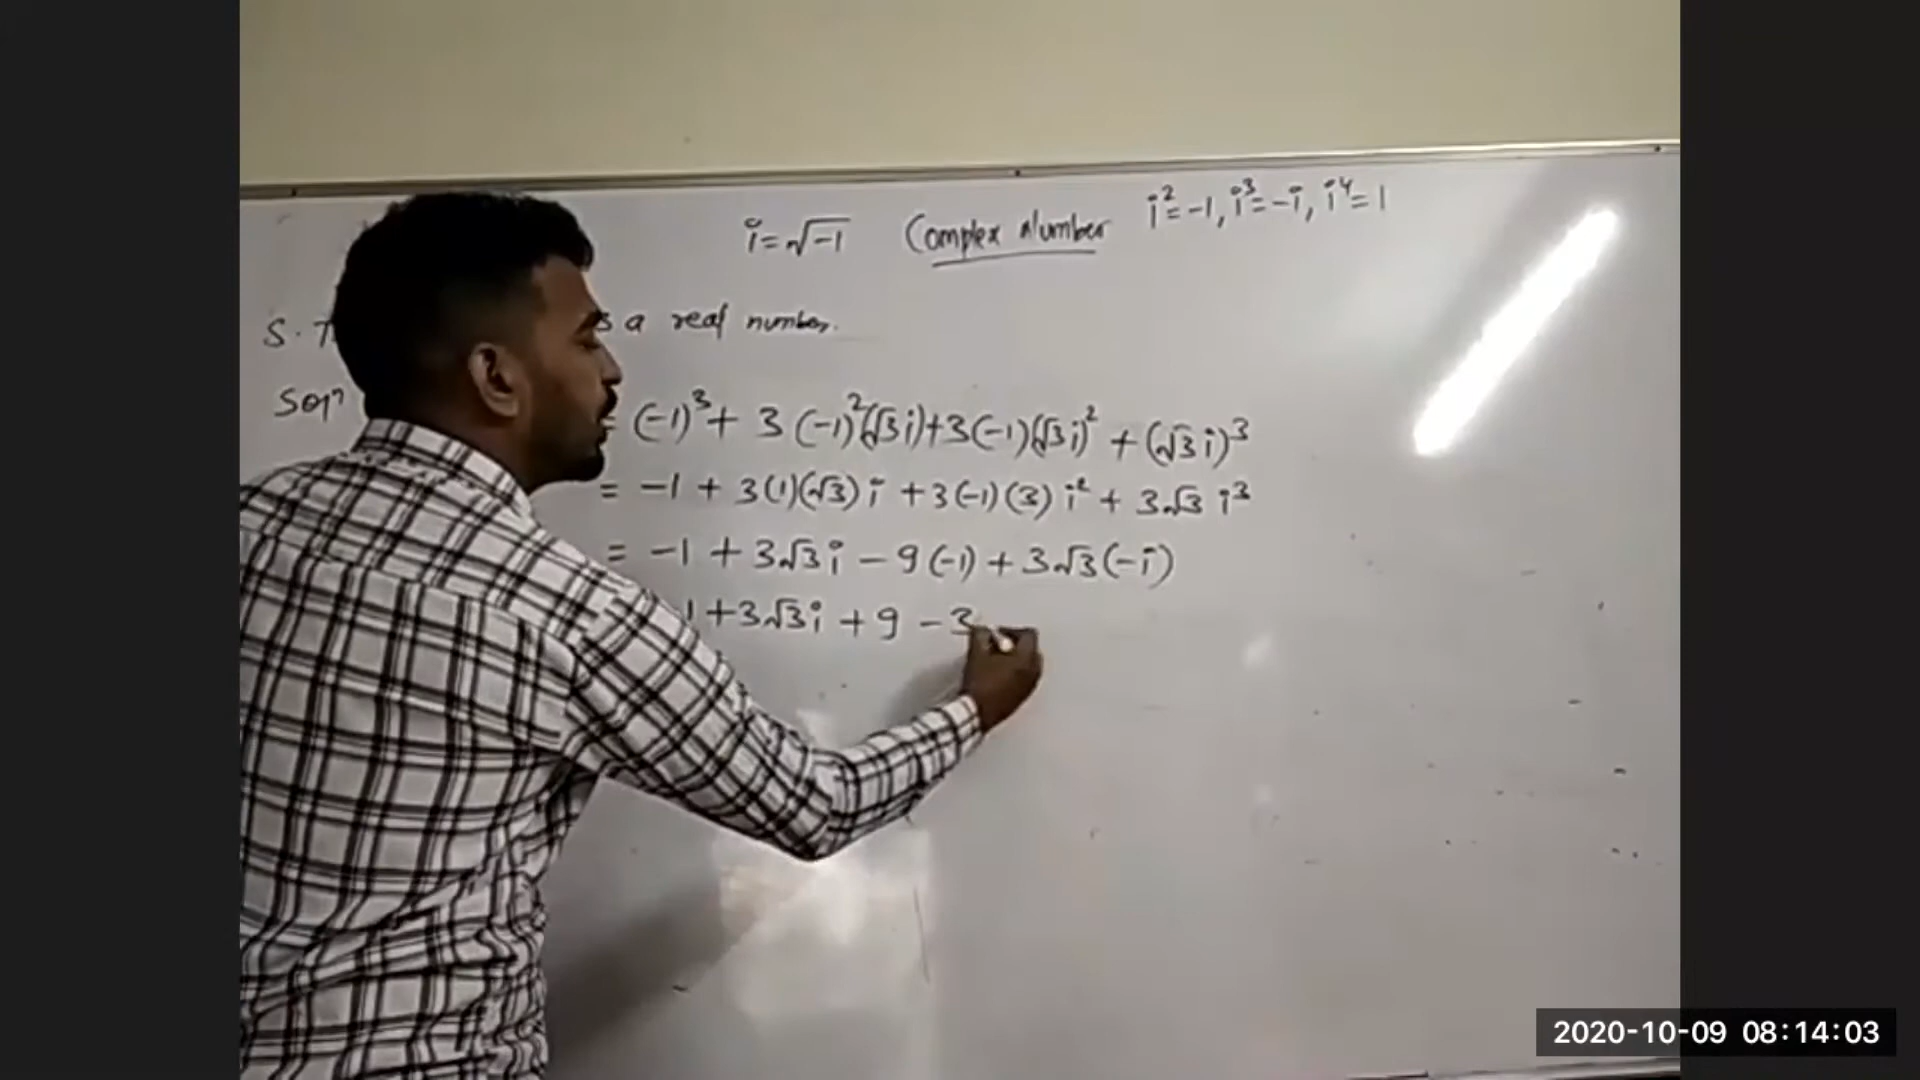 i = √-1 Complex Number i² = -1, i³ = -i, i⁴ = 1
S. T a real number.
Solⁿ
= (-1)³ + 3 (-1)² (√3 i) + 3 (-1) (√3 i)² + (√3 i)³
= -1 + 3 (1) (√3) i + 3 (-1) (3) i² + 3√3 i³
= -1 + 3√3 i - 9 (-1) + 3√3 (-i)
1 + 3√3 i + 9 - 3
2020-10-09 08:14:03